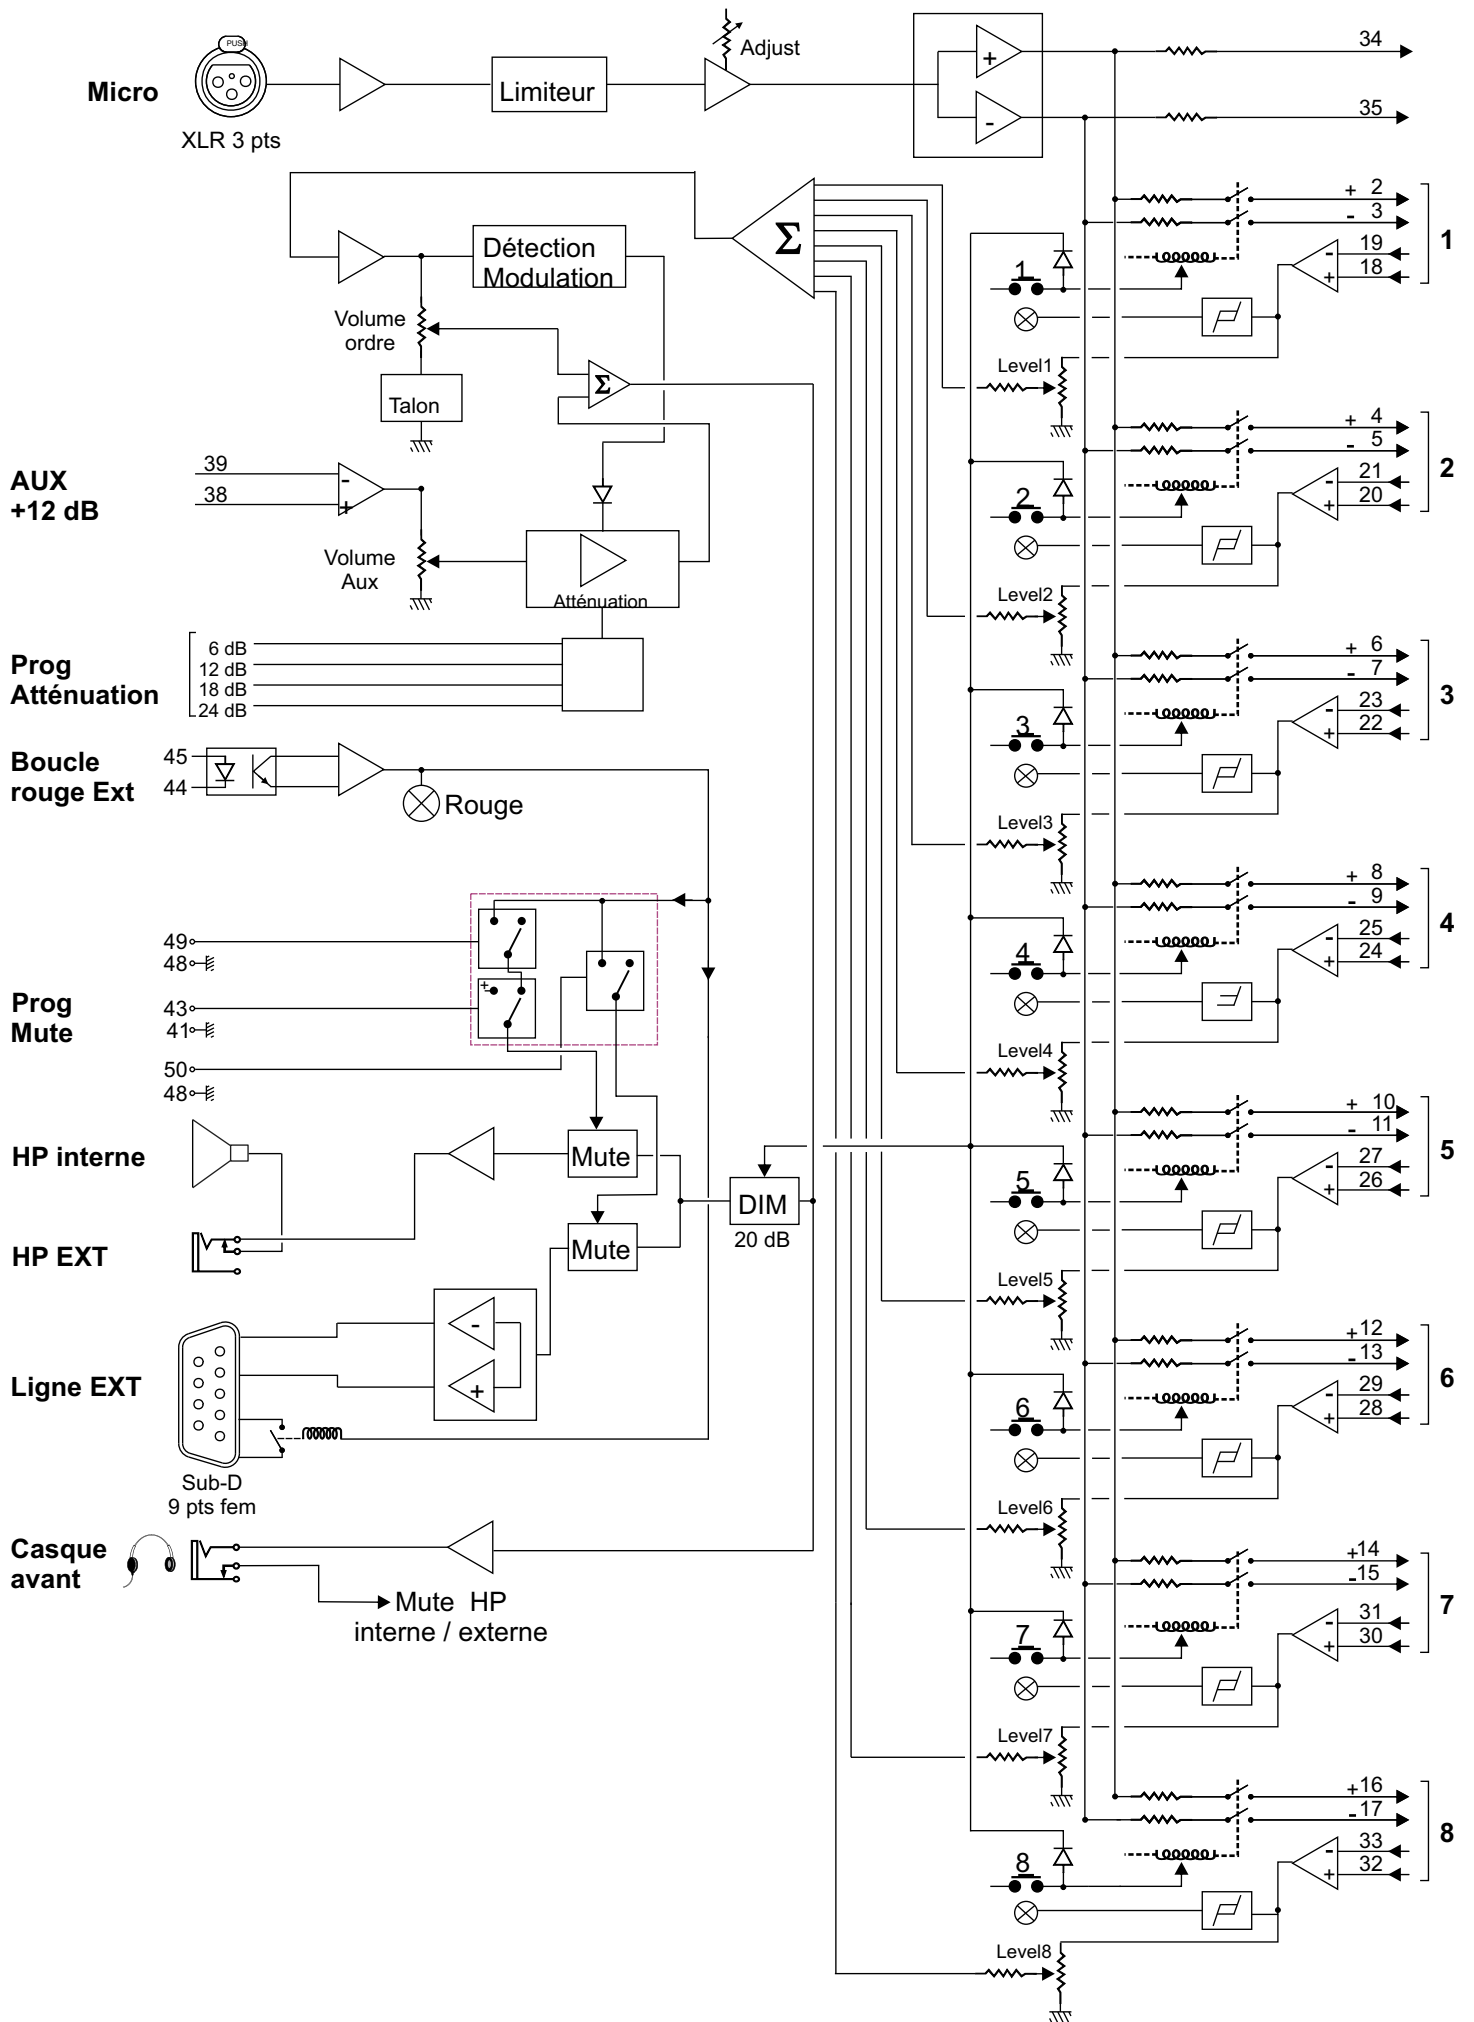 PUSH
Micro
XLR 3 pts
Limiteur
Adjust
+
-
34
35
Détection
Modulation
Volume
ordre
Talon
Σ
Σ
AUX
+12 dB
39
38
-
+
Volume
Aux
Atténuation
Prog
Atténuation
6 dB
12 dB
18 dB
24 dB
Boucle
rouge Ext
45
44
Rouge
Prog
Mute
49
48
43
41
50
48
+
HP interne
Mute
DIM
20 dB
HP EXT
Mute
Ligne EXT
-
+
Sub-D
9 pts fem
Casque
avant
Mute HP
interne / externe
+ 2
- 3
- 19
+ 18
1
1
Level1
+ 4
- 5
- 21
+ 20
2
2
Level2
+ 6
- 7
- 23
+ 22
3
3
Level3
+ 8
- 9
- 25
+ 24
4
4
Level4
+ 10
- 11
- 27
+ 26
5
5
Level5
+12
-13
- 29
+ 28
6
6
Level6
+14
-15
- 31
+ 30
7
7
Level7
+16
-17
- 33
+ 32
8
8
Level8